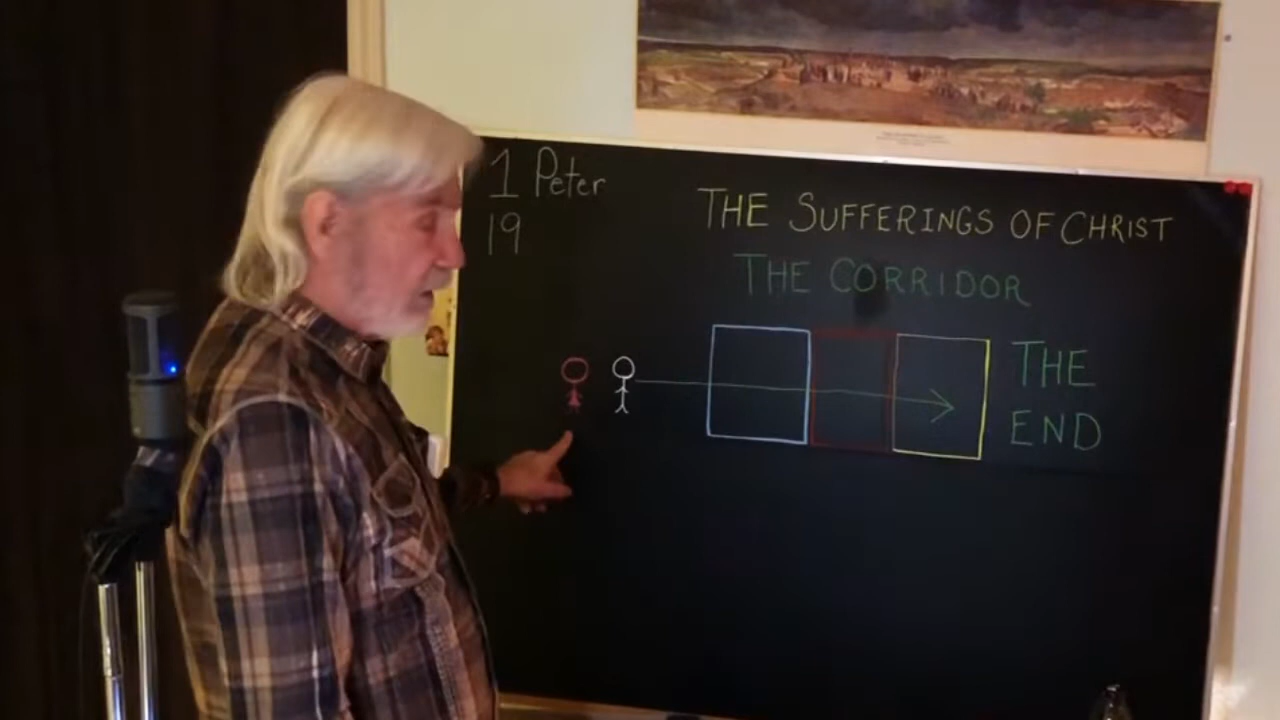 1 Peter
19
THE SUFFERINGS OF CHRIST
THE CORRIDOR
THE
END